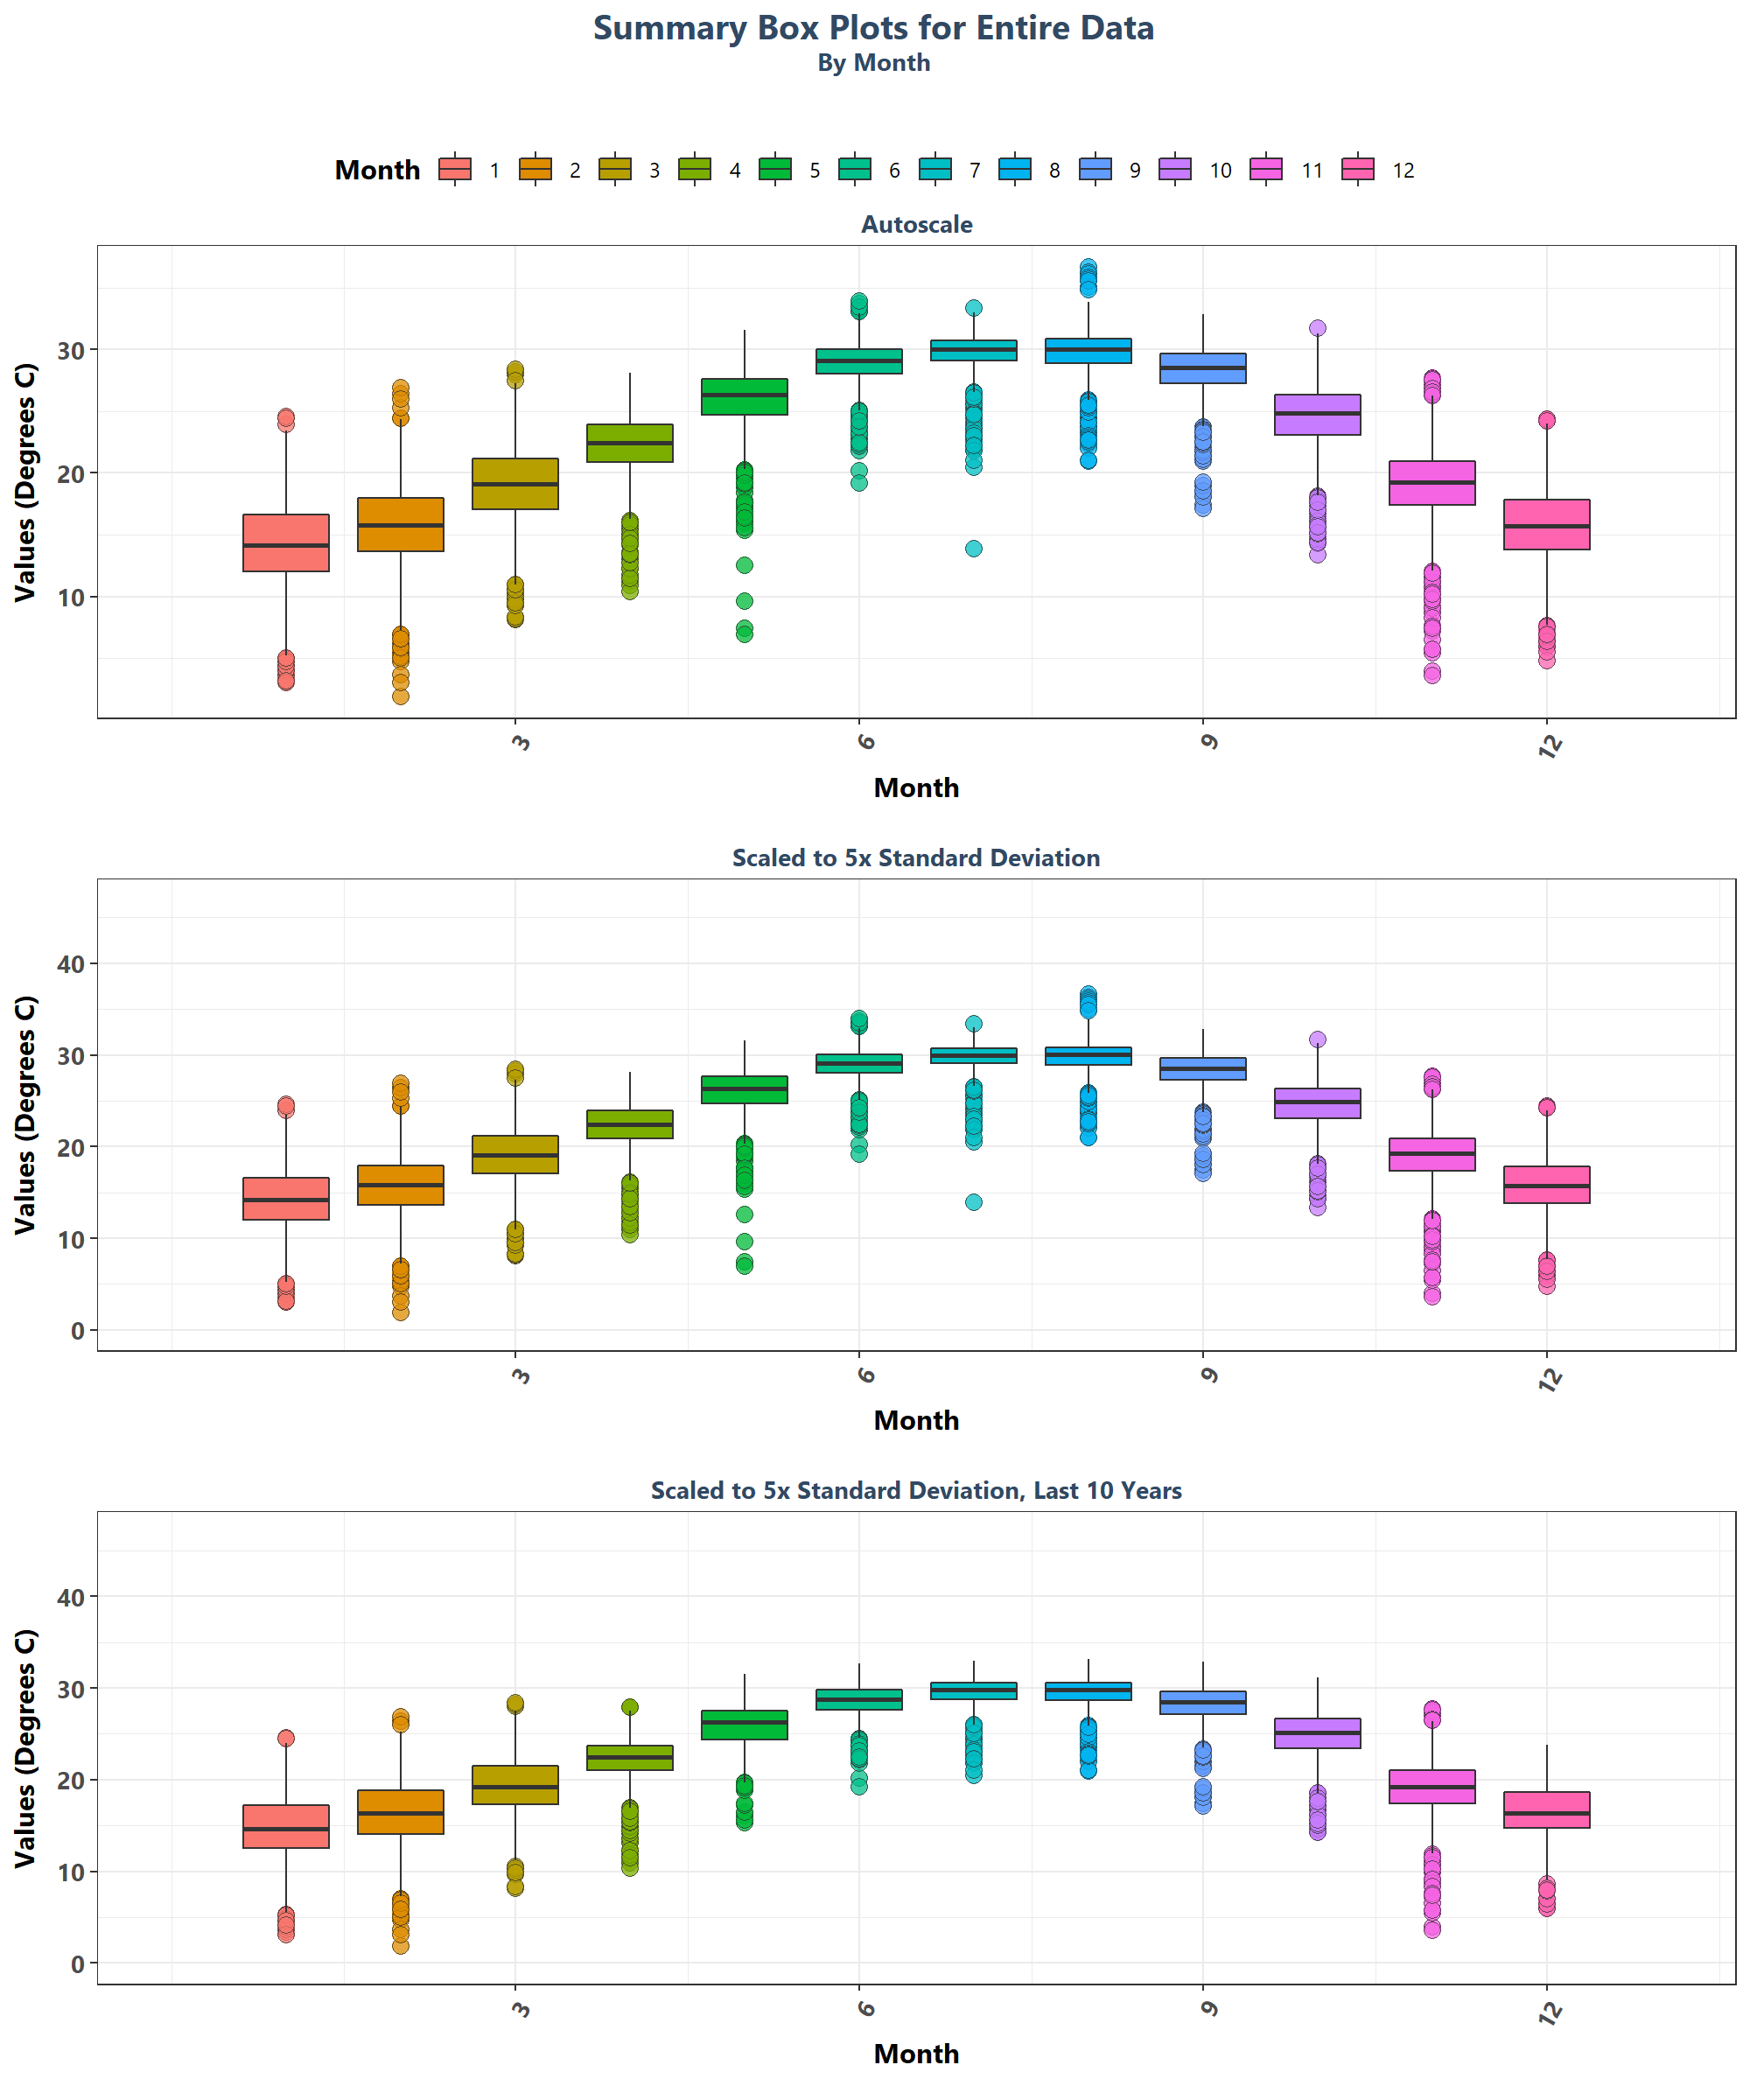 Summary Box Plots for Entire Data
By Month
Month 1 2 3 4 5 6 7 8 9 10 11 12
Autoscale
Values (Degrees C)
30
20
10
3 6 9 12
Month
Scaled to 5x Standard Deviation
Values (Degrees C)
40
30
20
10
0
3 6 9 12
Month
Scaled to 5x Standard Deviation, Last 10 Years
Values (Degrees C)
40
30
20
10
0
3 6 9 12
Month